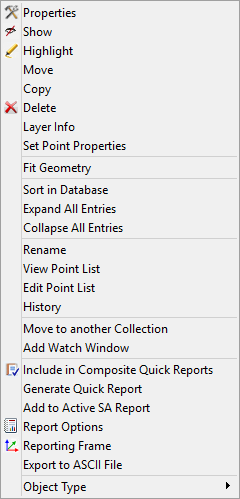 Properties
Show
Highlight
Move
Copy
Delete
Layer Info
Set Point Properties
Fit Geometry
Sort in Database
Expand All Entries
Collapse All Entries
Rename
View Point List
Edit Point List
History
Move to another Collection
Add Watch Window
Include in Composite Quick Reports
Generate Quick Report
Add to Active SA Report
Report Options
Reporting Frame
Export to ASCII File
Object Type